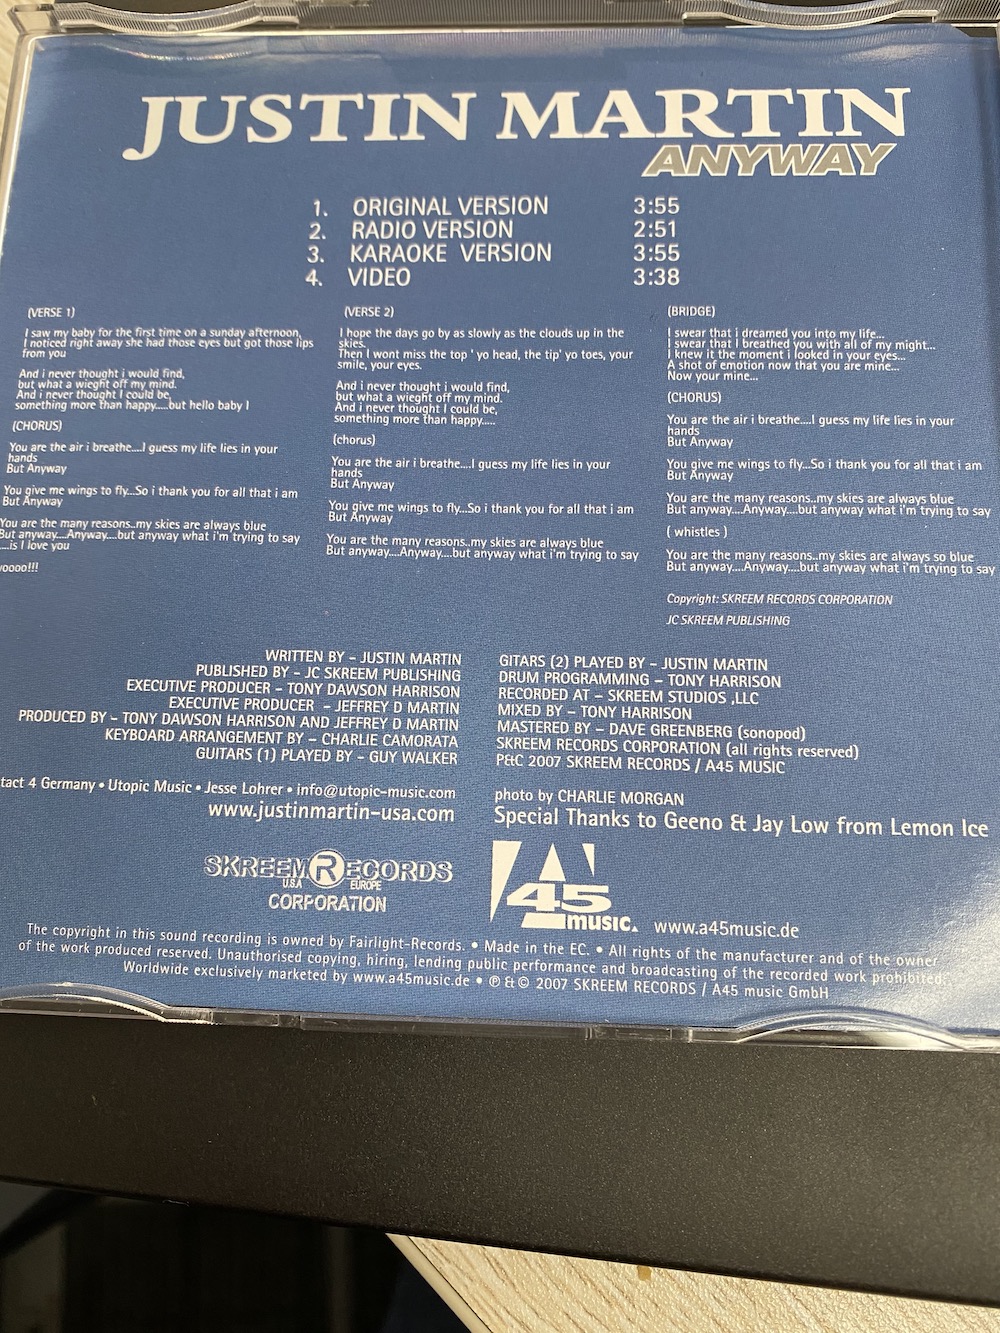 JUSTIN MARTIN
ANYWAY
1. ORIGINAL VERSION 3:55
2. RADIO VERSION 2:51
3. KARAOKE VERSION 3:55
4. VIDEO 3:38
(VERSE 1)
I saw my baby for the first time on a sunday afternoon,
I noticed right away she had those eyes but got those lips
from you
And i never thought i would find,
but what a wieght off my mind.
And i never thought I could be,
something more than happy.....but hello baby I
(CHORUS)
You are the air i breathe....I guess my life lies in your
hands
But Anyway
You give me wings to fly...So i thank you for all that i am
But Anyway
You are the many reasons..my skies are always blue
But anyway....Anyway....but anyway what i'm trying to say
....is I love you
yoooo!!!
(VERSE 2)
I hope the days go by as slowly as the clouds up in the
skies.
Then I wont miss the top ' yo head, the tip' yo toes, your
smile, your eyes.
And i never thought i would find,
but what a wieght off my mind.
And i never thought I could be,
something more than happy.....
(chorus)
You are the air i breathe....I guess my life lies in your
hands
But Anyway
You give me wings to fly...So i thank you for all that i am
But Anyway
You are the many reasons..my skies are always blue
But anyway....Anyway....but anyway what i'm trying to say
(BRIDGE)
I swear that i dreamed you into my life...
I swear that I breathed you with all of my might...
I knew it the moment i looked in your eyes...
A shot of emotion now that you are mine...
Now your mine...
(CHORUS)
You are the air i breathe....I guess my life lies in your
hands
But Anyway
You give me wings to fly...So i thank you for all that i am
But Anyway
You are the many reasons..my skies are always blue
But anyway....Anyway....but anyway what i'm trying to say
( whistles )
You are the many reasons..my skies are always so blue
But anyway....Anyway....but anyway what i'm trying to say
Copyright: SKREEM RECORDS CORPORATION
JC SKREEM PUBLISHING
WRITTEN BY - JUSTIN MARTIN
PUBLISHED BY - JC SKREEM PUBLISHING
EXECUTIVE PRODUCER - TONY DAWSON HARRISON
EXECUTIVE PRODUCER - JEFFREY D MARTIN
PRODUCED BY - TONY DAWSON HARRISON AND JEFFREY D MARTIN
KEYBOARD ARRANGEMENT BY - CHARLIE CAMORATA
GUITARS (1) PLAYED BY - GUY WALKER
GITARS (2) PLAYED BY - JUSTIN MARTIN
DRUM PROGRAMMING - TONY HARRISON
RECORDED AT - SKREEM STUDIOS ,LLC
MIXED BY - TONY HARRISON
MASTERED BY - DAVE GREENBERG (sonopod)
SKREEM RECORDS CORPORATION (all rights reserved)
P&C 2007 SKREEM RECORDS / A45 MUSIC
tact 4 Germany • Utopic Music • Jesse Lohrer • info@utopic-music.com
www.justinmartin-usa.com
photo by CHARLIE MORGAN
Special Thanks to Geeno & Jay Low from Lemon Ice
SKREEM RECORDS
U.S.A EUROPE
CORPORATION
A
45
music.
www.a45music.de
The copyright in this sound recording is owned by Fairlight-Records. • Made in the EC. • All rights of the manufacturer and of the owner
of the work produced reserved. Unauthorised copying, hiring, lending public performance and broadcasting of the recorded work prohibited.
Worldwide exclusively marketed by www.a45music.de • ℗ & © 2007 SKREEM RECORDS / A45 music GmbH